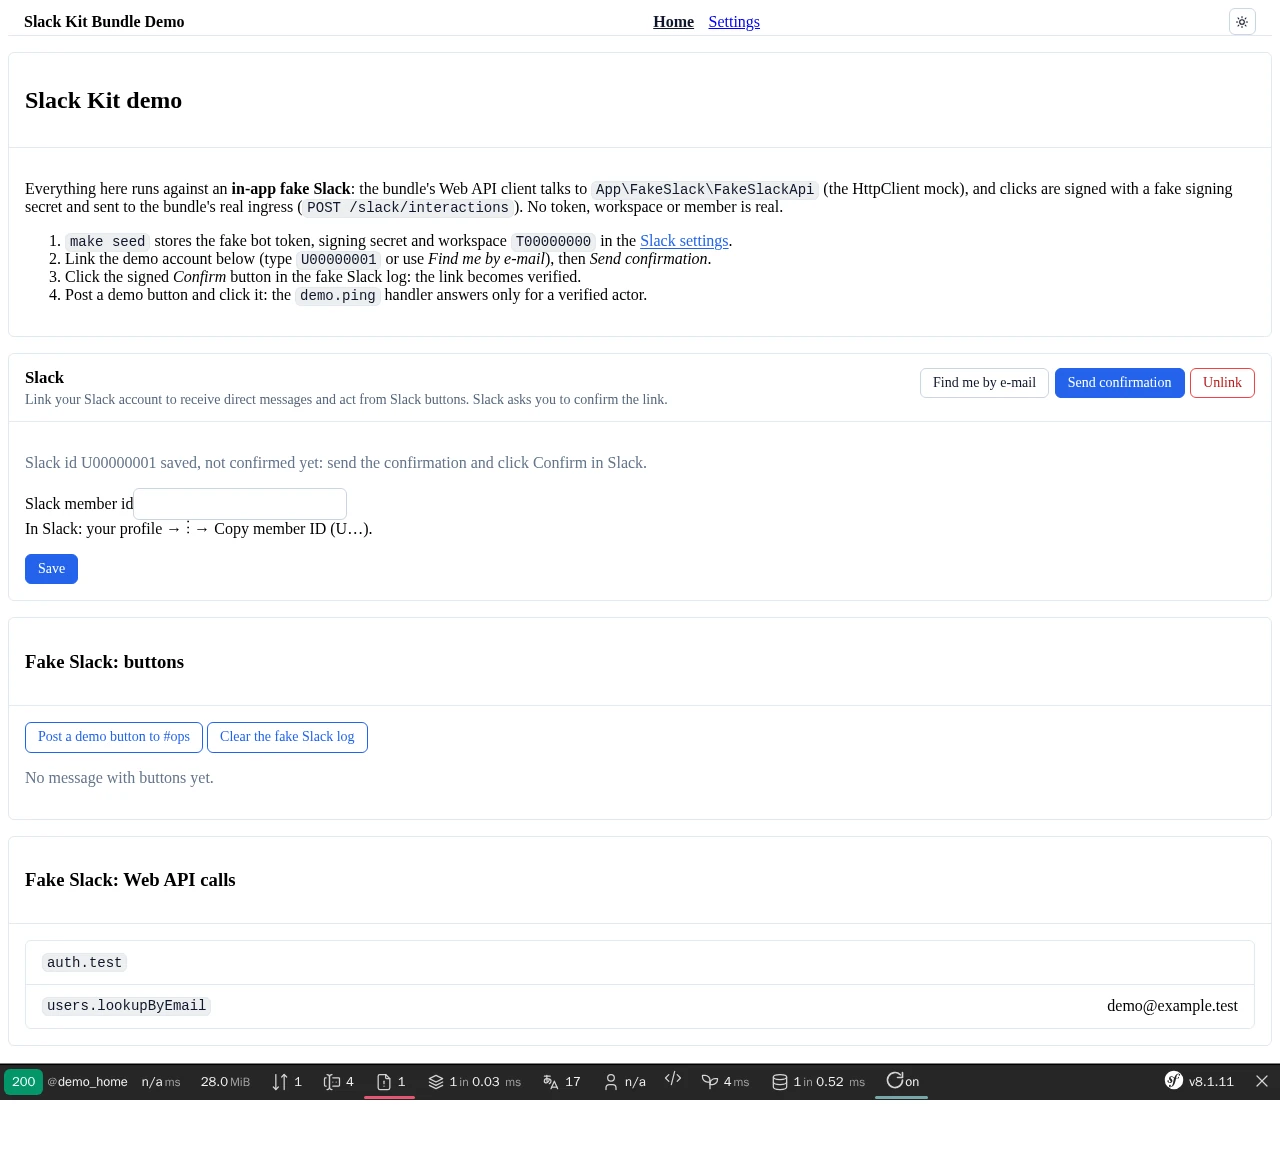 Slack Kit Bundle Demo Home Settings
Slack Kit demo
Everything here runs against an in-app fake Slack: the bundle's Web API client talks to App\FakeSlack\FakeSlackApi (the HttpClient mock), and clicks are signed with a fake signing
secret and sent to the bundle's real ingress ( POST /slack/interactions ). No token, workspace or member is real.
1. make seed stores the fake bot token, signing secret and workspace T00000000 in the Slack settings.
2. Link the demo account below (type U00000001 or use Find me by e-mail), then Send confirmation.
3. Click the signed Confirm button in the fake Slack log: the link becomes verified.
4. Post a demo button and click it: the demo.ping handler answers only for a verified actor.
Slack
Link your Slack account to receive direct messages and act from Slack buttons. Slack asks you to confirm the link.
Find me by e-mail Send confirmation Unlink
Slack id U00000001 saved, not confirmed yet: send the confirmation and click Confirm in Slack.
Slack member id
In Slack: your profile → ⋮ → Copy member ID (U…).
Save
Fake Slack: buttons
Post a demo button to #ops Clear the fake Slack log
No message with buttons yet.
Fake Slack: Web API calls
auth.test
users.lookupByEmail demo@example.test
200 @demo_home n/a ms 28.0 MiB 1 4 1 1 in 0.03 ms 17 n/a 4 ms 1 in 0.52 ms on sf v8.1.11